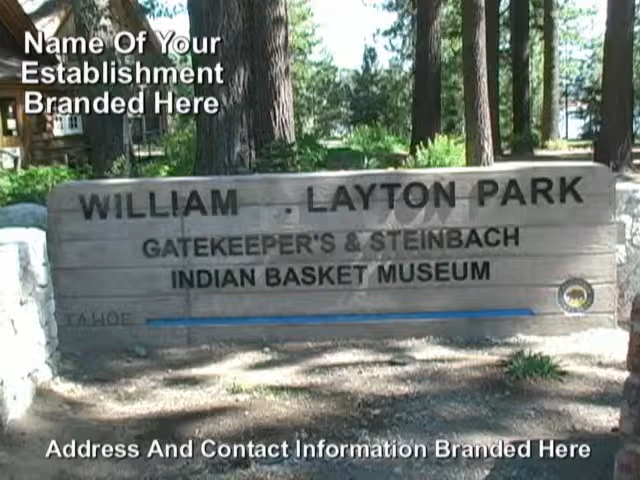 Name Of Your
Establishment
Branded Here
WILLIAM . LAYTON PARK
GATEKEEPER'S & STEINBACH
INDIAN BASKET MUSEUM
TAHOE
Address And Contact Information Branded Here